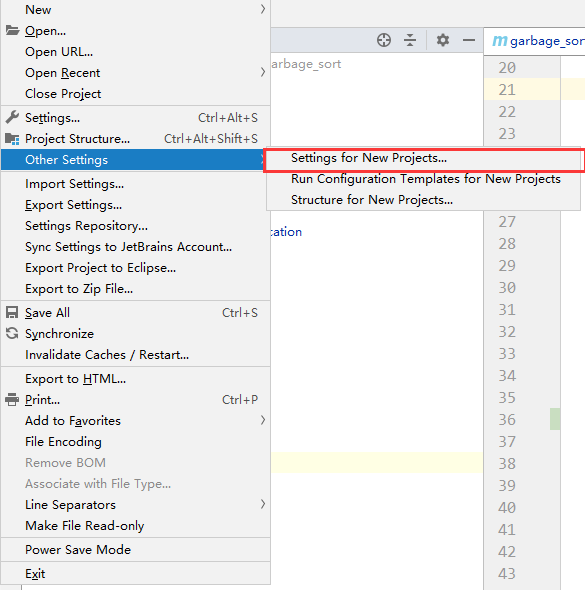 New
Open...
Open URL...
Open Recent
Close Project
Settings... Ctrl+Alt+S
Project Structure... Ctrl+Alt+Shift+S
Other Settings
Import Settings...
Export Settings...
Settings Repository...
Sync Settings to JetBrains Account...
Export Project to Eclipse...
Export to Zip File...
Save All Ctrl+S
Synchronize
Invalidate Caches / Restart...
Export to HTML...
Print... Ctrl+P
Add to Favorites
File Encoding
Remove BOM
Associate with File Type...
Line Separators
Make File Read-only
Power Save Mode
Exit
Settings for New Projects...
Run Configuration Templates for New Projects
Structure for New Projects...
arbage_sort
cation
m garbage_sor
20
21
22
23
27
28
29
30
31
32
33
34
35
36
37
38
39
40
41
42
43